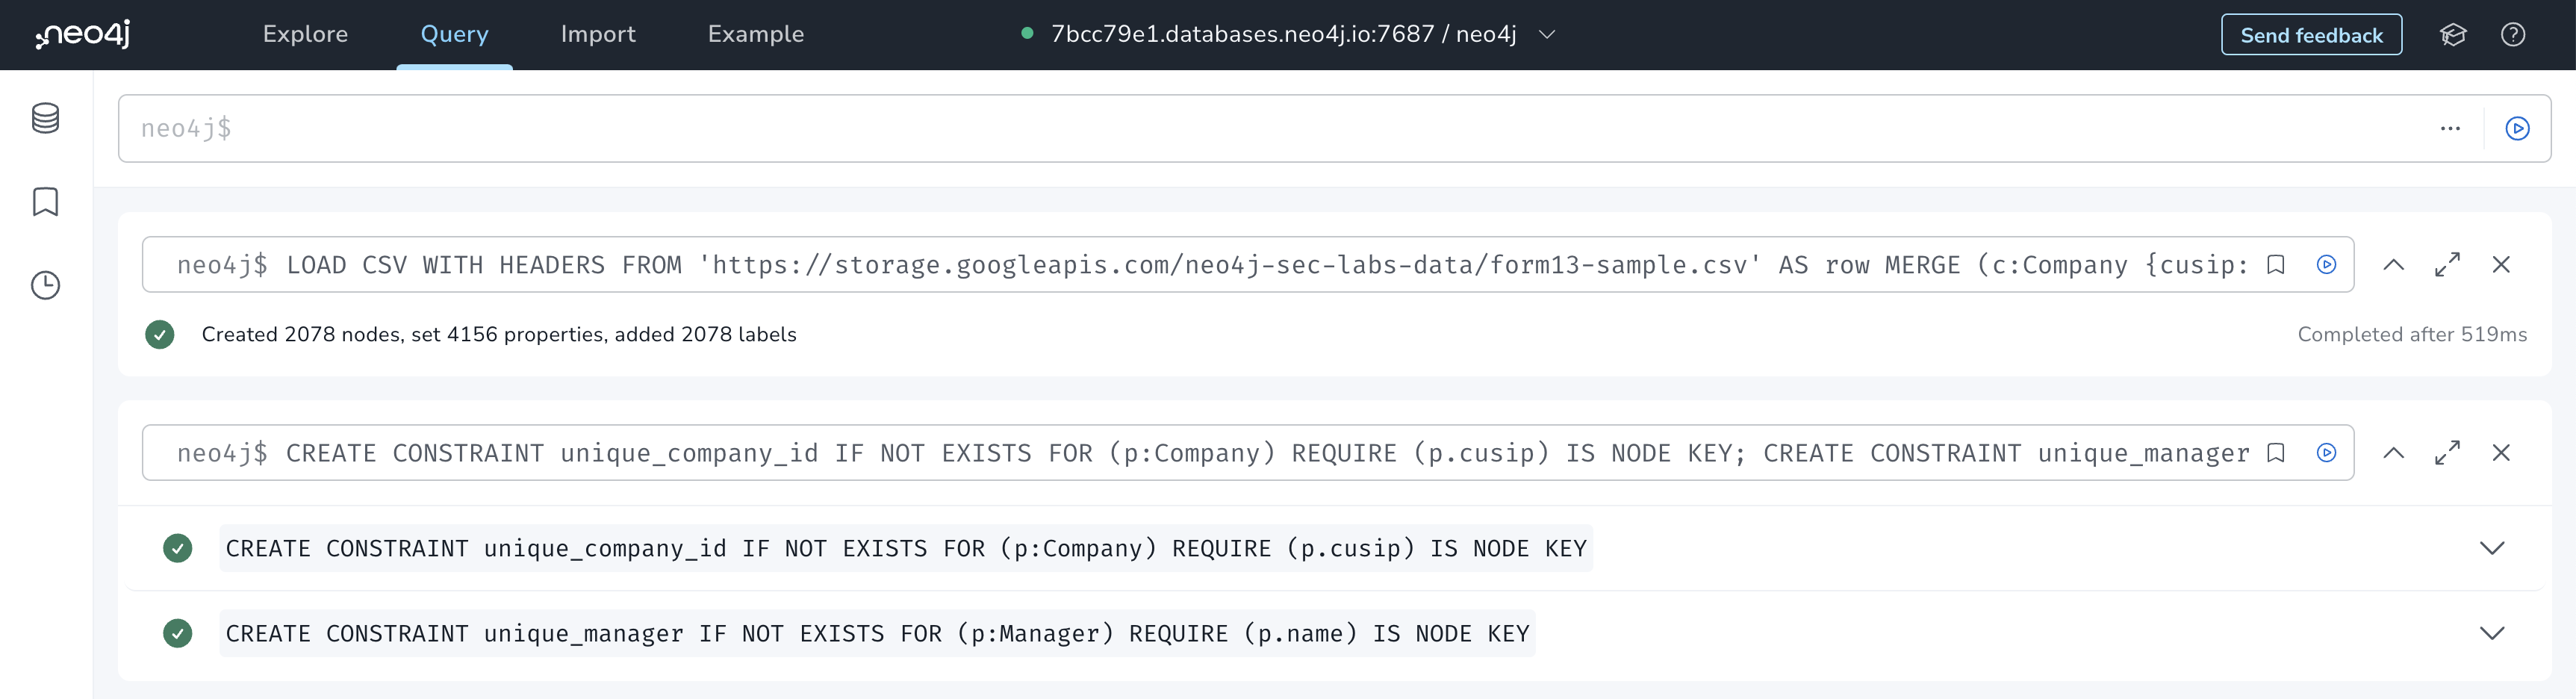 neo4j Explore Query Import Example 7bcc79e1.databases.neo4j.io:7687 / neo4j Send feedback
neo4j$
neo4j$ LOAD CSV WITH HEADERS FROM 'https://storage.googleapis.com/neo4j-sec-labs-data/form13-sample.csv' AS row MERGE (c:Company {cusip:
Created 2078 nodes, set 4156 properties, added 2078 labels Completed after 519ms
neo4j$ CREATE CONSTRAINT unique_company_id IF NOT EXISTS FOR (p:Company) REQUIRE (p.cusip) IS NODE KEY; CREATE CONSTRAINT unique_manager
CREATE CONSTRAINT unique_company_id IF NOT EXISTS FOR (p:Company) REQUIRE (p.cusip) IS NODE KEY
CREATE CONSTRAINT unique_manager IF NOT EXISTS FOR (p:Manager) REQUIRE (p.name) IS NODE KEY